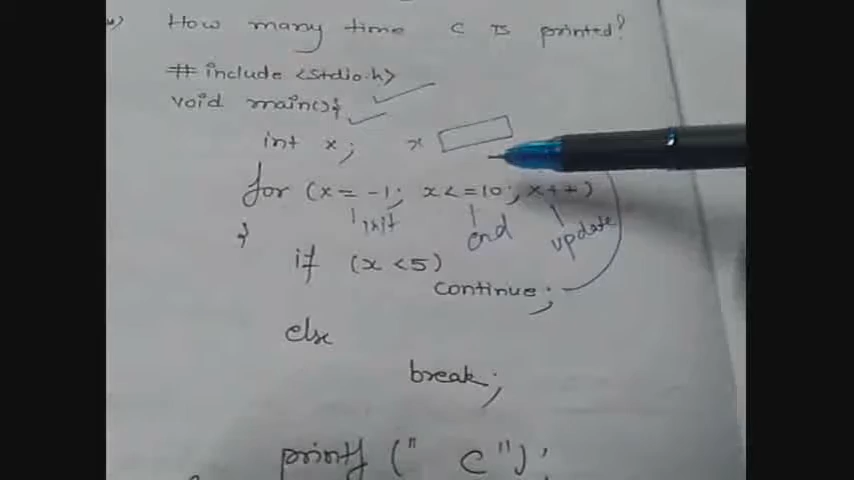 How many time C is printed?
# include <stdio.h>
void main(){
int x; x
for (x = -1; x <= 10; x++)
init end update
{
if (x < 5)
continue;
else
break;
printf (" C");